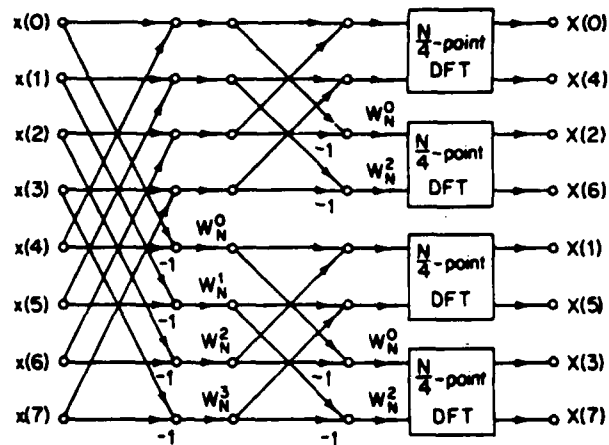 x(0)
x(1)
x(2)
x(3)
x(4)
x(5)
x(6)
x(7)
-1
-1
-1
-1
W_N^0
W_N^1
W_N^2
W_N^3
-1
-1
-1
-1
W_N^0
W_N^2
W_N^0
W_N^2
N/4-point
DFT
N/4-point
DFT
N/4-point
DFT
N/4-point
DFT
X(0)
X(4)
X(2)
X(6)
X(1)
X(5)
X(3)
X(7)